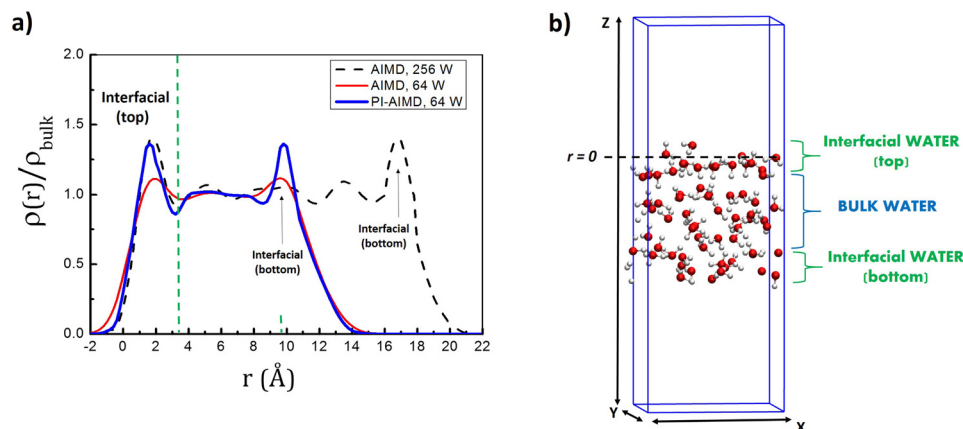 a)
AIMD, 256 W
AIMD, 64 W
PI-AIMD, 64 W
Interfacial
(top)
Interfacial
(bottom)
Interfacial
(bottom)
2.0
1.5
1.0
0.5
0.0
ρ(r)/ρbulk
-2 0 2 4 6 8 10 12 14 16 18 20 22
r (Å)
b)
Z
r = 0
Interfacial WATER
(top)
BULK WATER
Interfacial WATER
(bottom)
Y
X